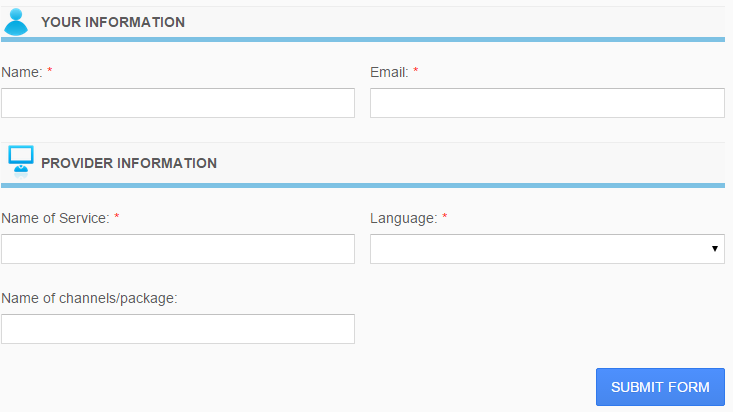 YOUR INFORMATION
Name: * Email: *
PROVIDER INFORMATION
Name of Service: * Language: *
Name of channels/package:
SUBMIT FORM